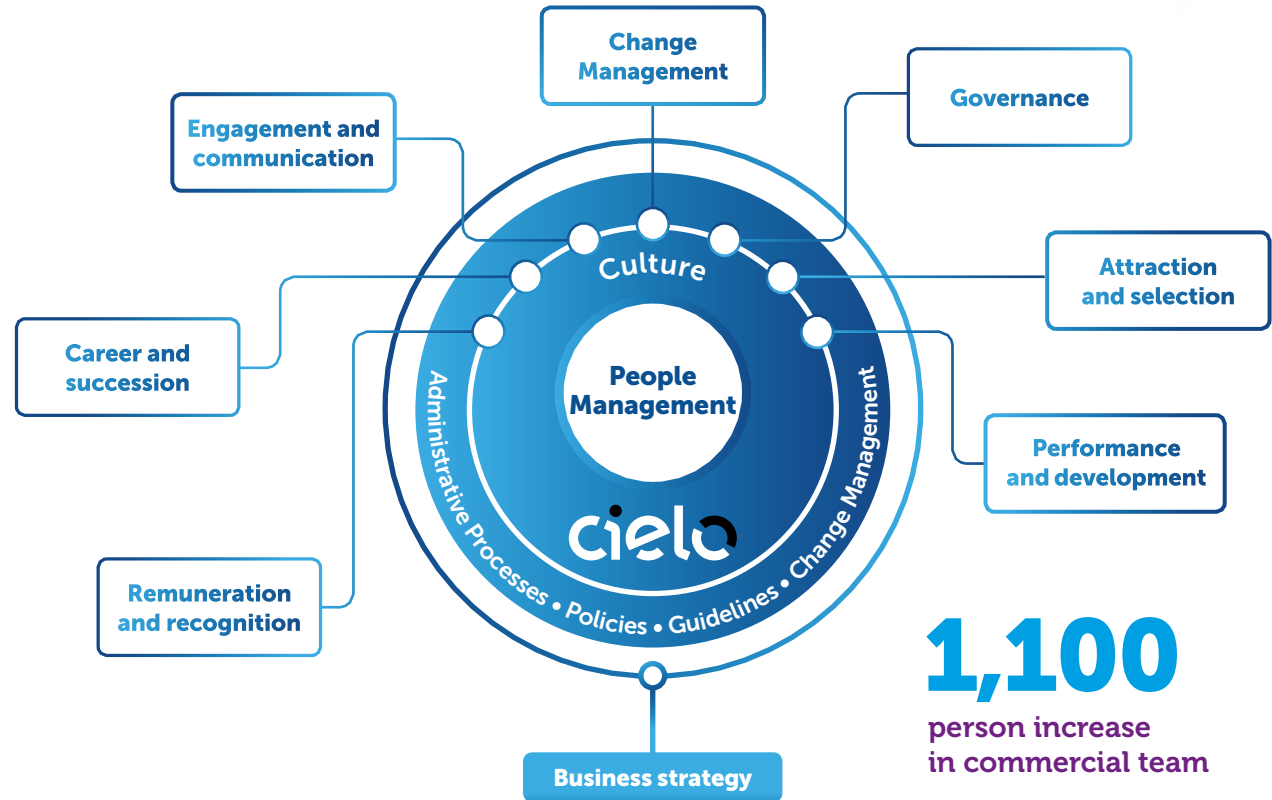 Change
Management
Governance
Engagement and
communication
Attraction
and selection
Culture
Career and
succession
People
Management
Performance
and development
cielo
Administrative Processes • Policies • Guidelines • Change Management
Remuneration
and recognition
1,100
person increase
in commercial team
Business strategy